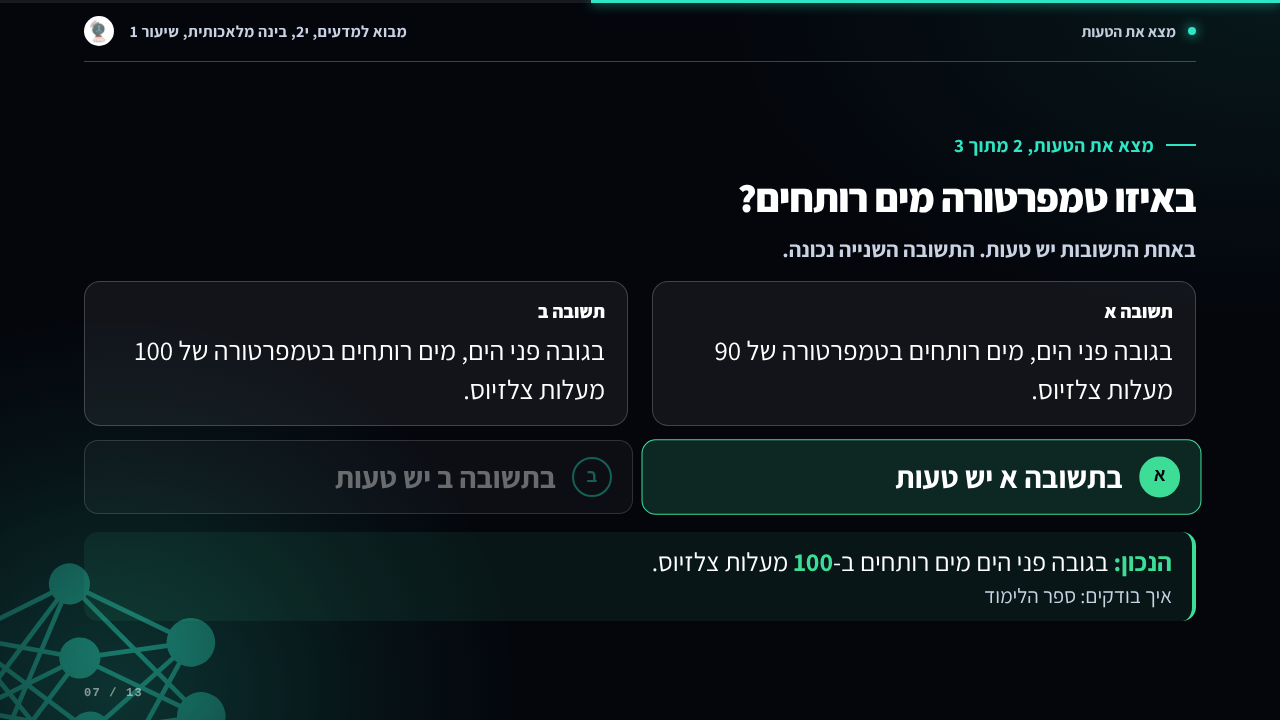 מצא את הטעות
מבוא למדעים, י2, בינה מלאכותית, שיעור 1
מצא את הטעות, 2 מתוך 3
באיזו טמפרטורה מים רותחים?
באחת התשובות יש טעות. התשובה השנייה נכונה.
תשובה א
בגובה פני הים, מים רותחים בטמפרטורה של 90
מעלות צלזיוס.
תשובה ב
בגובה פני הים, מים רותחים בטמפרטורה של 100
מעלות צלזיוס.
א
בתשובה א יש טעות
ב
בתשובה ב יש טעות
הנכון: בגובה פני הים מים רותחים ב-100 מעלות צלזיוס.
איך בודקים: ספר הלימוד
07 / 13